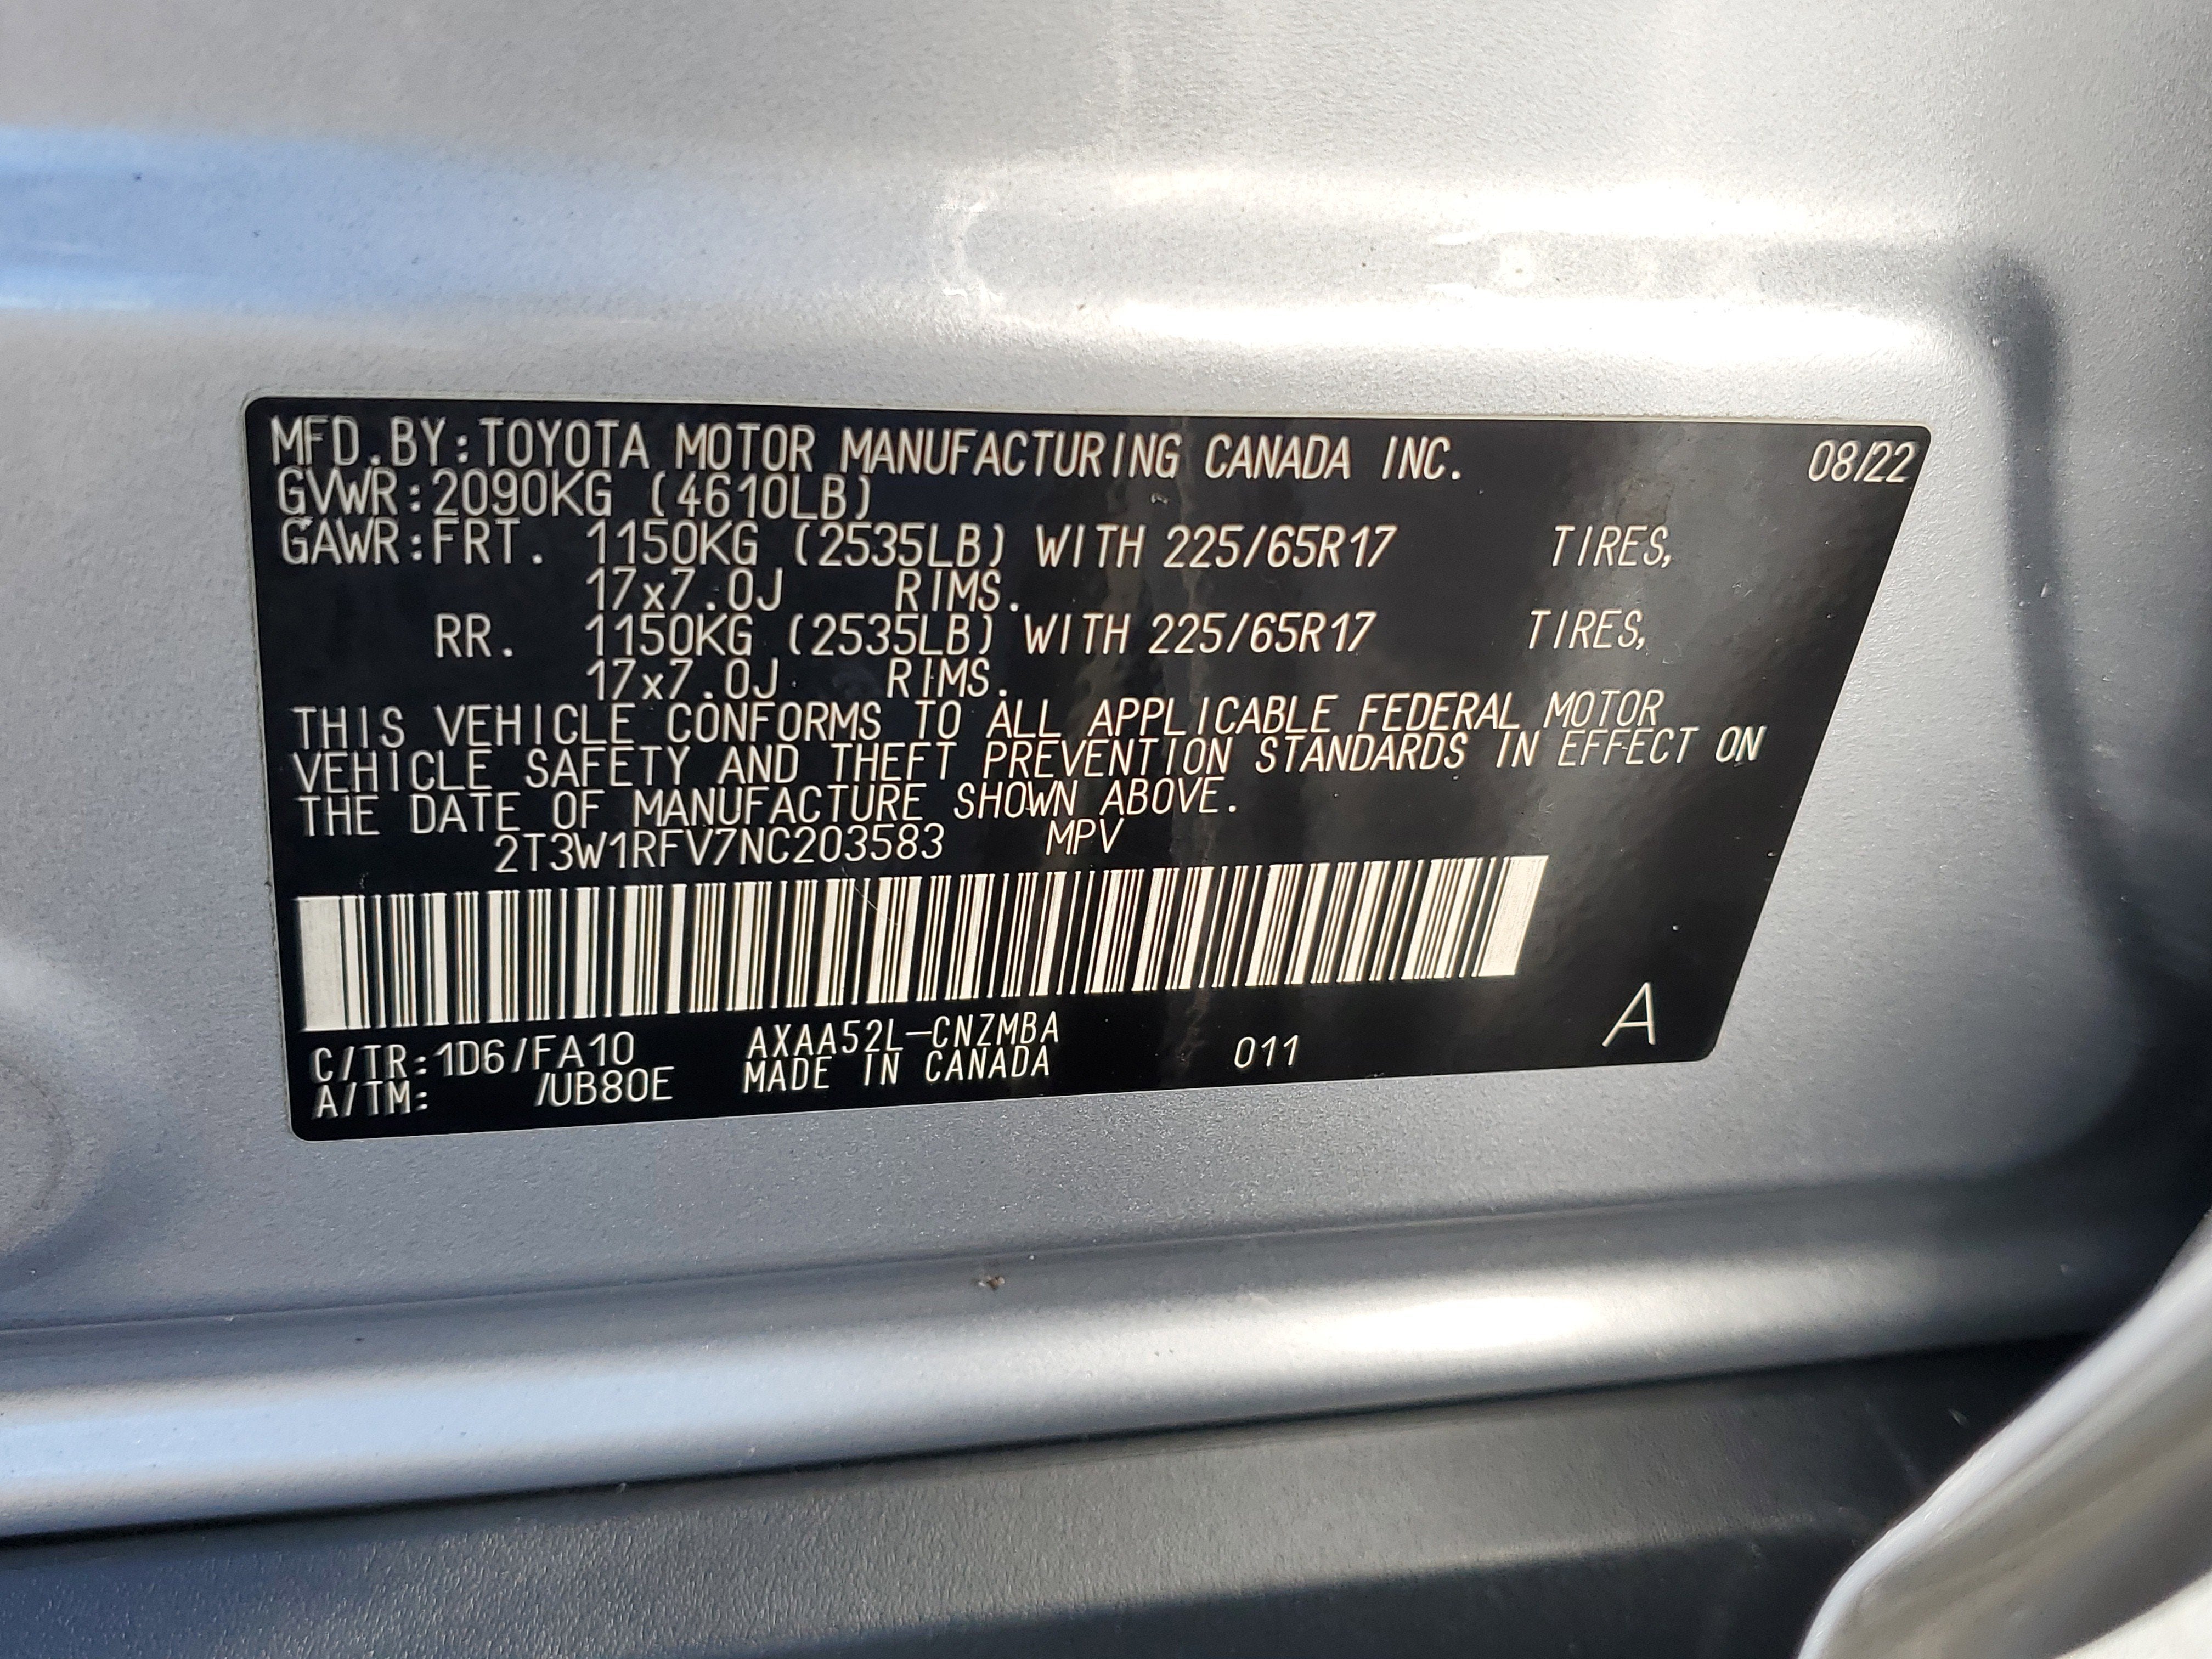 MFD.BY:TOYOTA MOTOR MANUFACTURING CANADA INC. 08/22
GVWR:2090KG (4610LB)
GAWR:FRT. 1150KG (2535LB) WITH 225/65R17 TIRES,
17x7.0J RIMS.
RR. 1150KG (2535LB) WITH 225/65R17 TIRES,
17x7.0J RIMS.
THIS VEHICLE CONFORMS TO ALL APPLICABLE FEDERAL MOTOR
VEHICLE SAFETY AND THEFT PREVENTION STANDARDS IN EFFECT ON
THE DATE OF MANUFACTURE SHOWN ABOVE.
2T3W1RFV7NC203583 MPV
C/TR:1D6/FA10 AXAA52L-CNZMBA 011 A
A/TM: /UB80E MADE IN CANADA